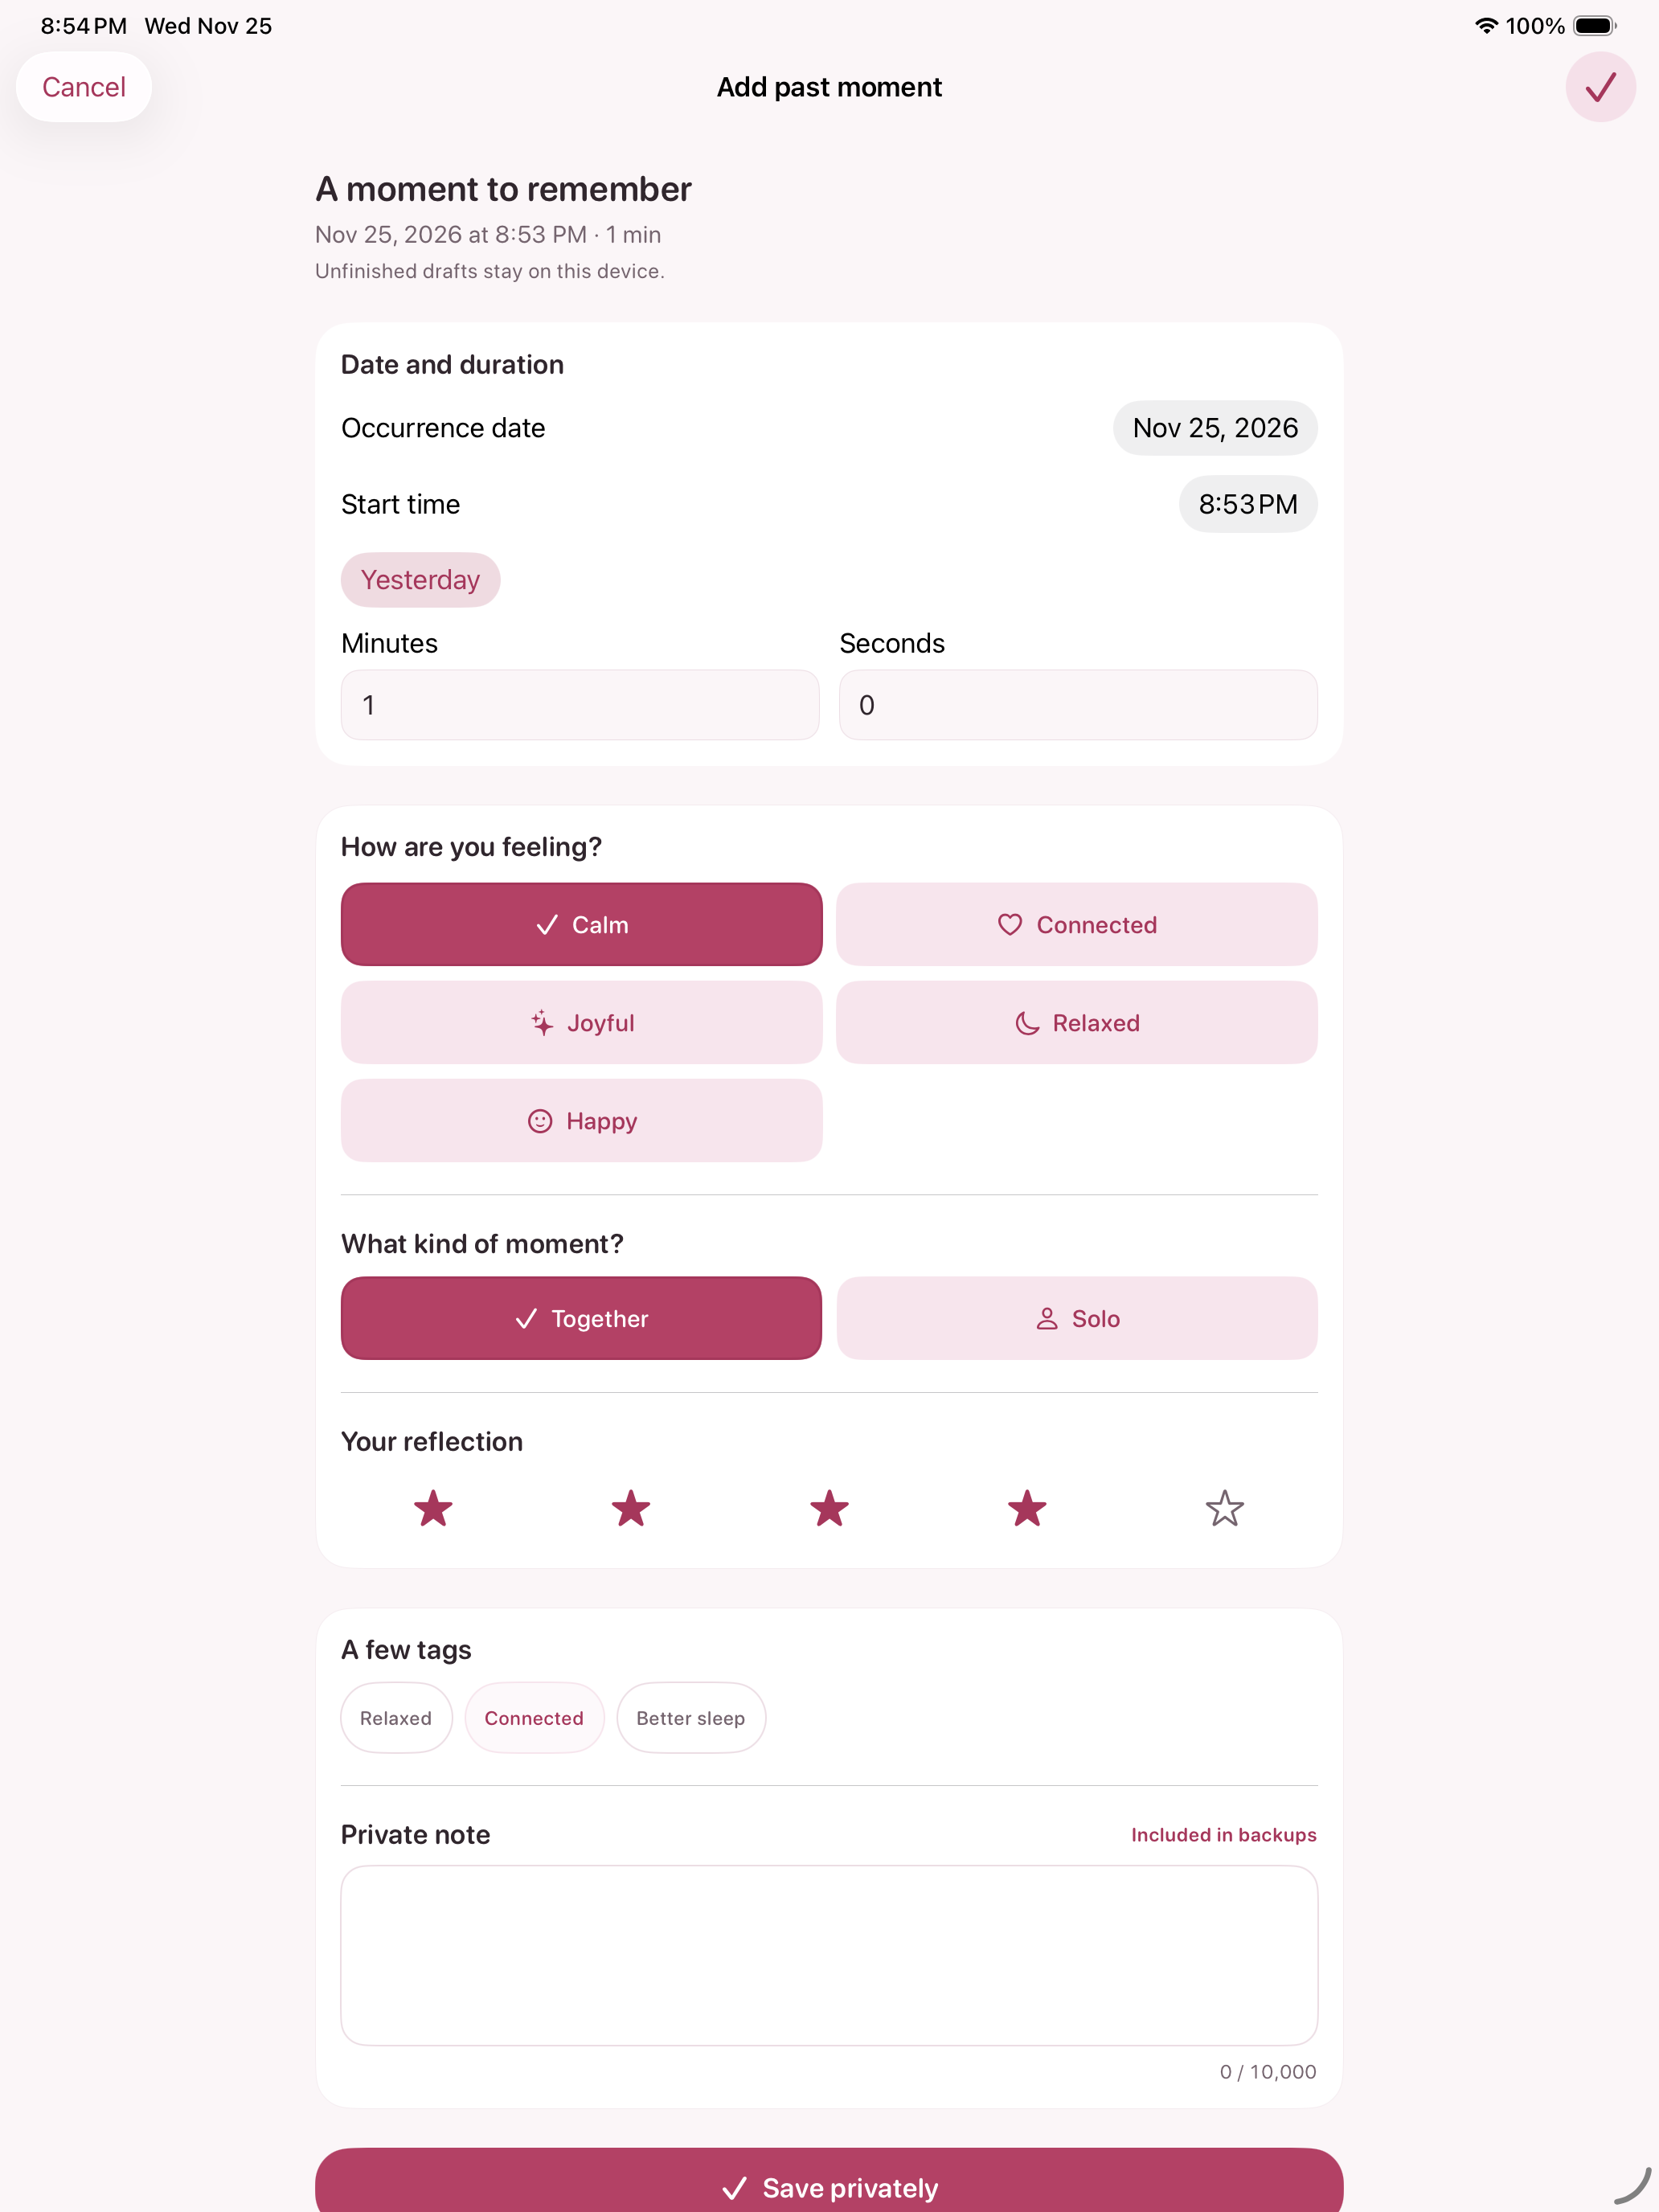 8:54 PM Wed Nov 25
100%
Cancel
Add past moment
A moment to remember
Nov 25, 2026 at 8:53 PM · 1 min
Unfinished drafts stay on this device.
Date and duration
Occurrence date
Nov 25, 2026
Start time
8:53 PM
Yesterday
Minutes
Seconds
1
0
How are you feeling?
Calm
Connected
Joyful
Relaxed
Happy
What kind of moment?
Together
Solo
Your reflection
A few tags
Relaxed
Connected
Better sleep
Private note
Included in backups
0 / 10,000
Save privately